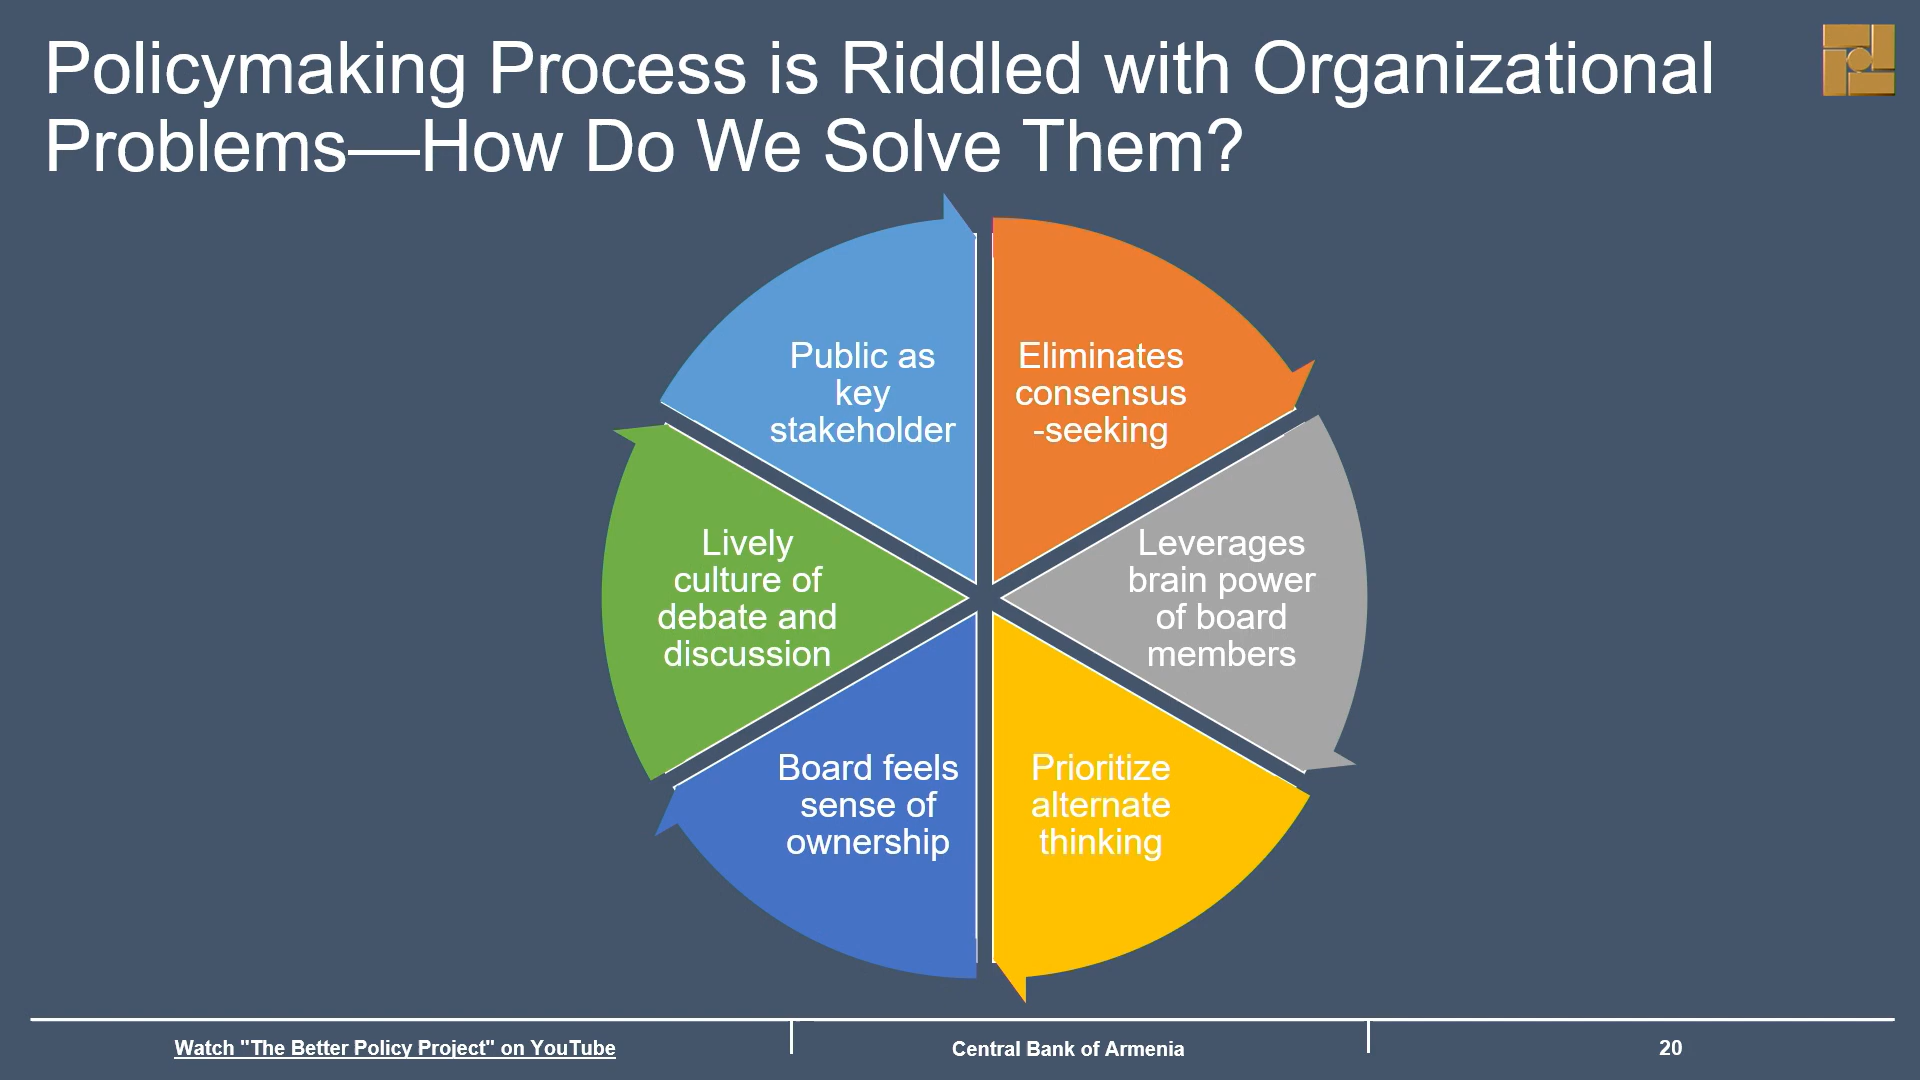 Policymaking Process is Riddled with Organizational
Problems—How Do We Solve Them?
Public as
key
stakeholder
Eliminates
consensus
-seeking
Lively
culture of
debate and
discussion
Leverages
brain power
of board
members
Board feels
sense of
ownership
Prioritize
alternate
thinking
Watch "The Better Policy Project" on YouTube
Central Bank of Armenia
20